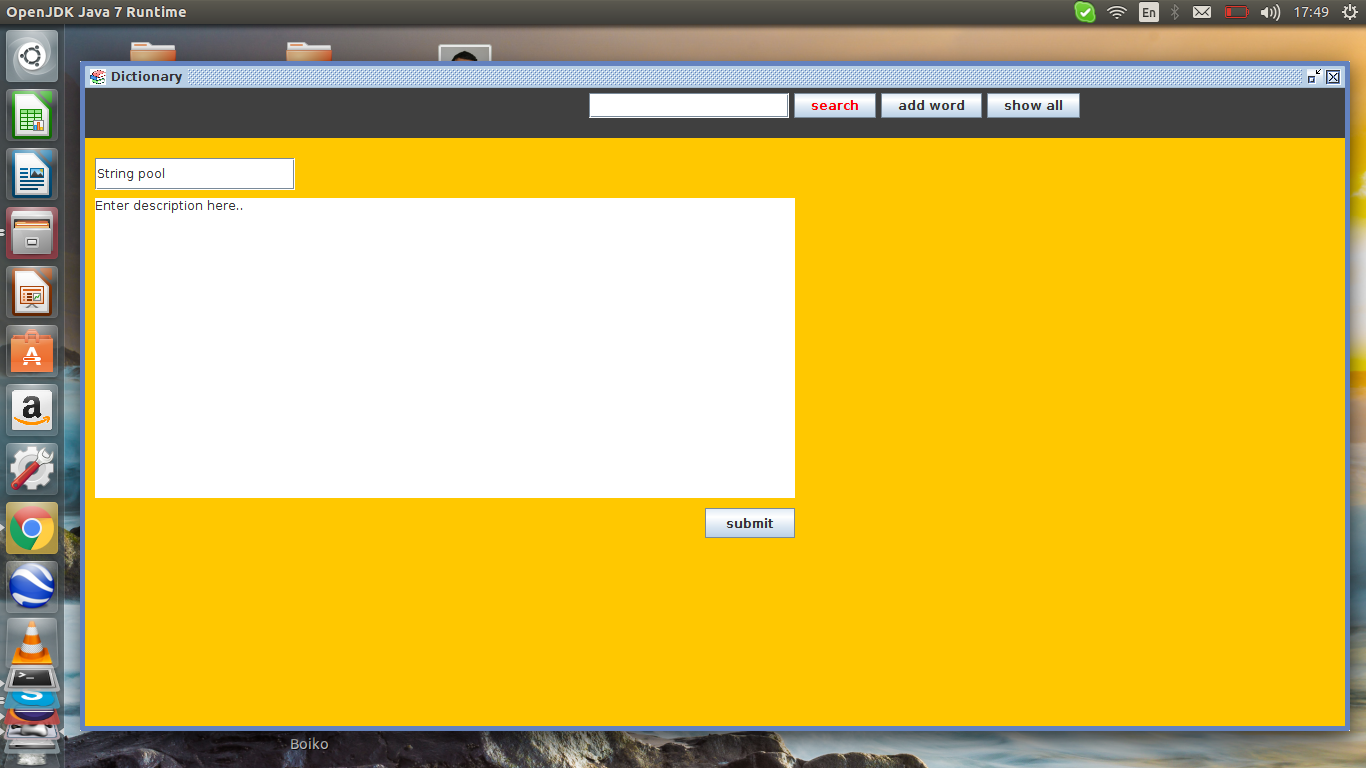 OpenJDK Java 7 Runtime
En
17:49
Dictionary
search
add word
show all
String pool
Enter description here..
submit
Boiko